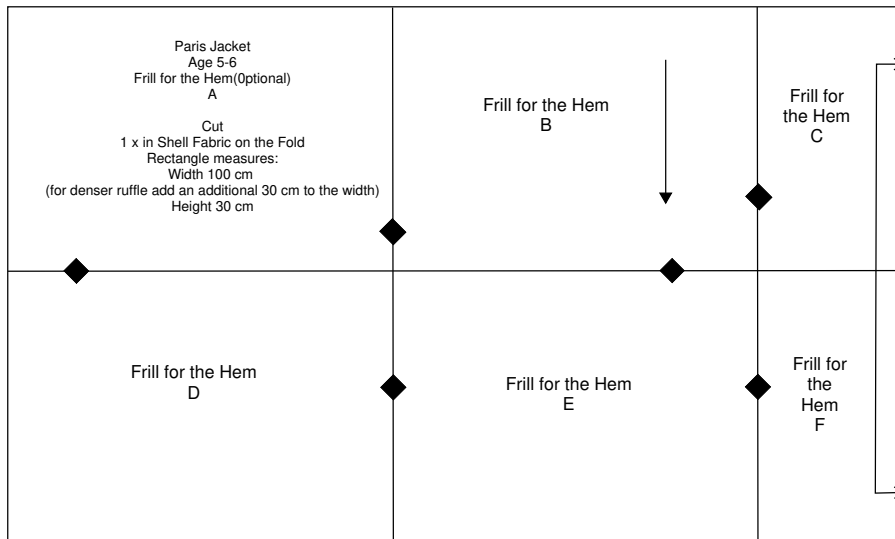 Paris Jacket
Age 5-6
Frill for the Hem(0ptional)
A
Cut
1 x in Shell Fabric on the Fold
Rectangle measures:
Width 100 cm
(for denser ruffle add an additional 30 cm to the width)
Height 30 cm
Frill for the Hem
B
Frill for
the Hem
C
Frill for the Hem
D
Frill for the Hem
E
Frill for
the
Hem
F